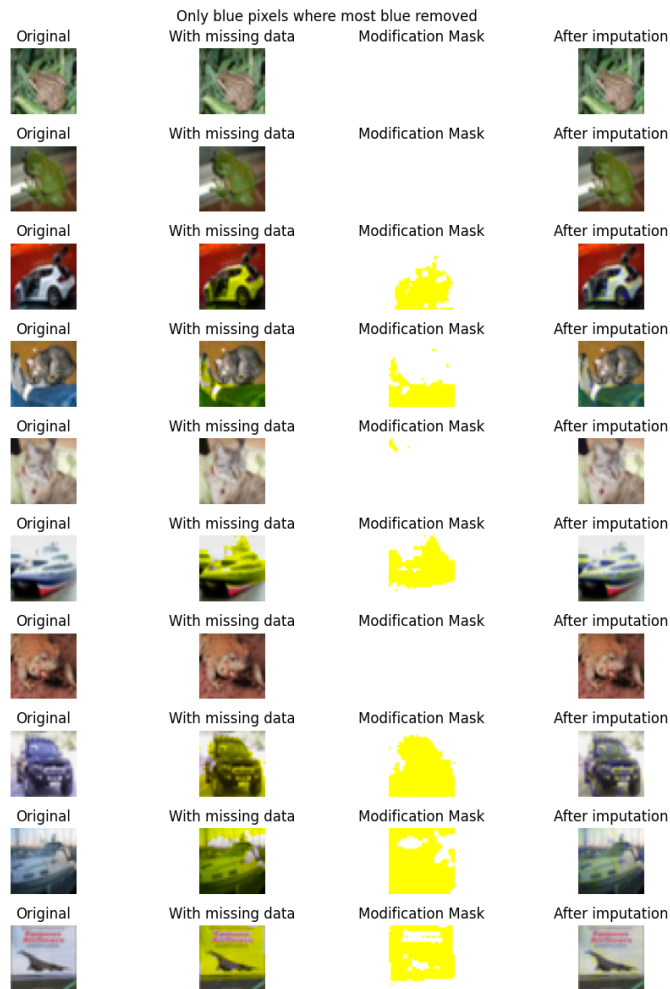 Only blue pixels where most blue removed
Original With missing data Modification Mask After imputation
Original With missing data Modification Mask After imputation
Original With missing data Modification Mask After imputation
Original With missing data Modification Mask After imputation
Original With missing data Modification Mask After imputation
Original With missing data Modification Mask After imputation
Original With missing data Modification Mask After imputation
Original With missing data Modification Mask After imputation
Original With missing data Modification Mask After imputation
Original With missing data Modification Mask After imputation